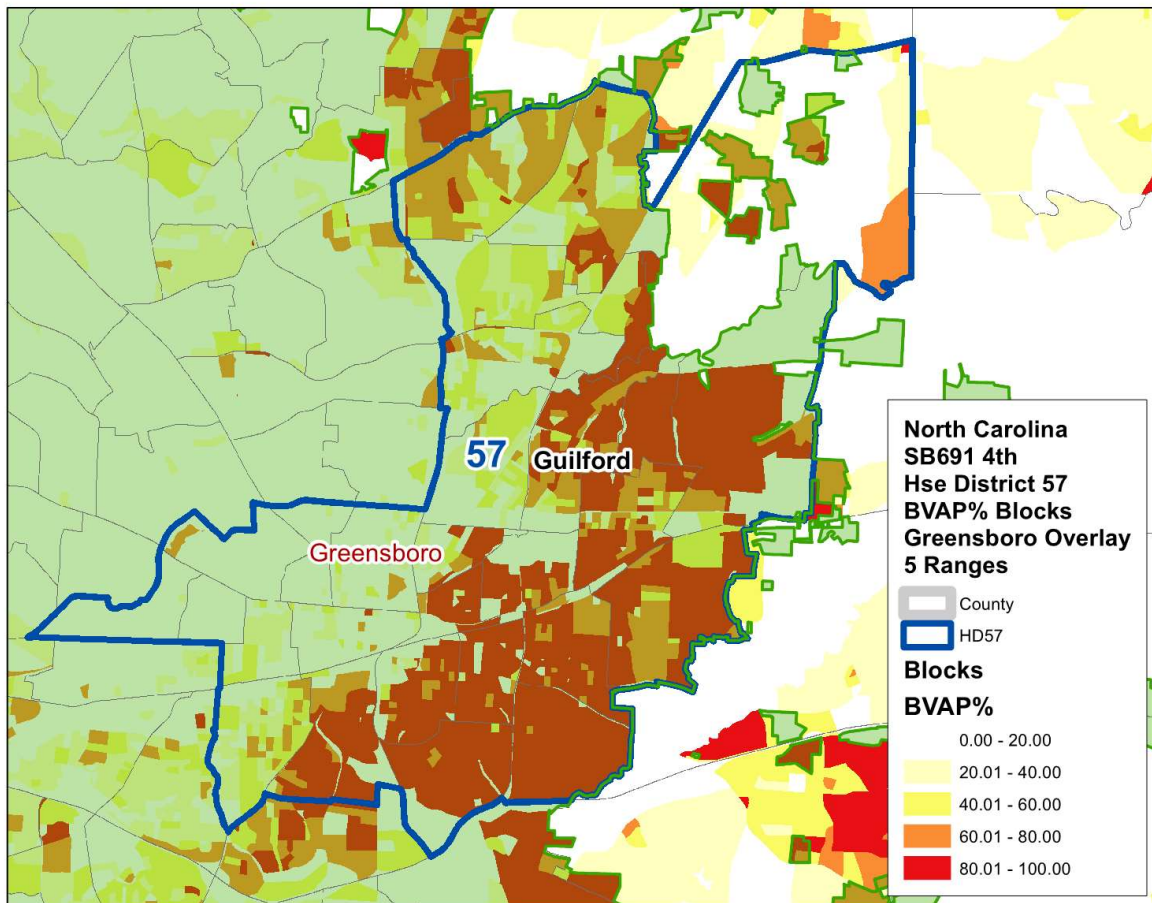 57
Guilford
Greensboro
North Carolina
SB691 4th
Hse District 57
BVAP% Blocks
Greensboro Overlay
5 Ranges
County
HD57
Blocks
BVAP%
0.00 - 20.00
20.01 - 40.00
40.01 - 60.00
60.01 - 80.00
80.01 - 100.00